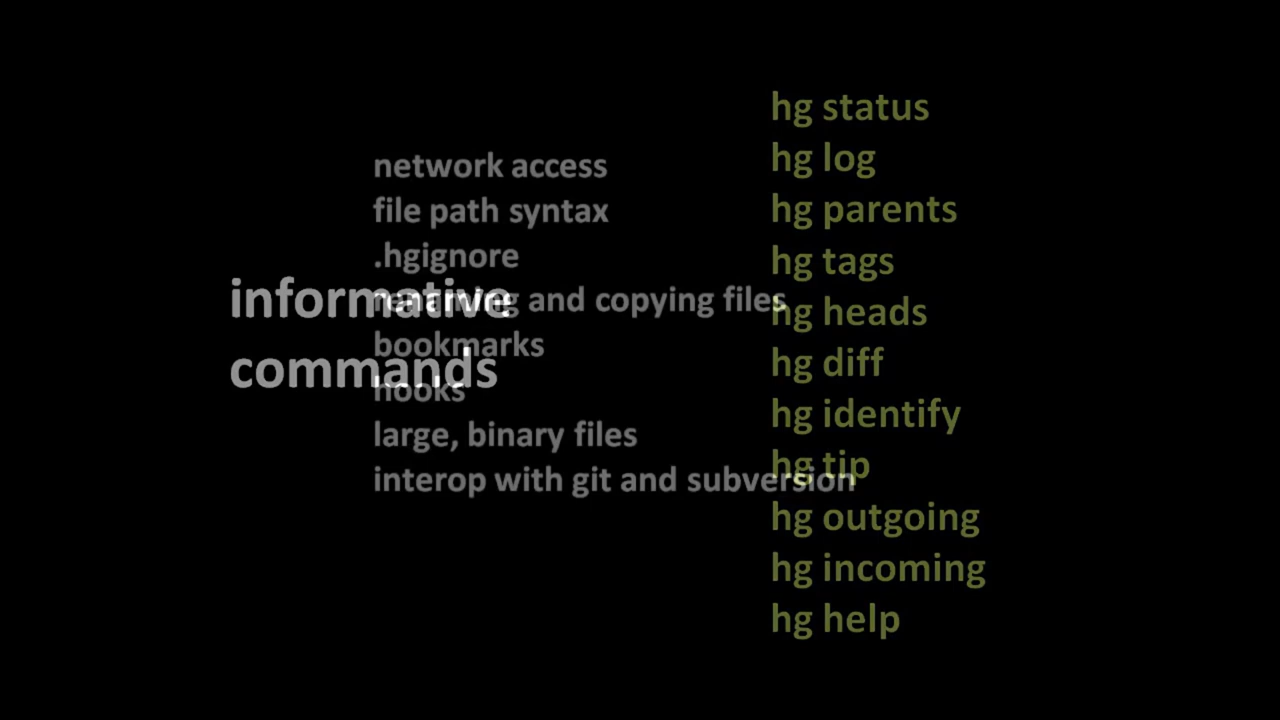 informative
commands
hg status
hg log
hg parents
hg tags
hg heads
hg diff
hg identify
hg tip
hg outgoing
hg incoming
hg help
network access
file path syntax
.hgignore
and copying files
bookmarks
hooks
large, binary files
interop with git and subversion